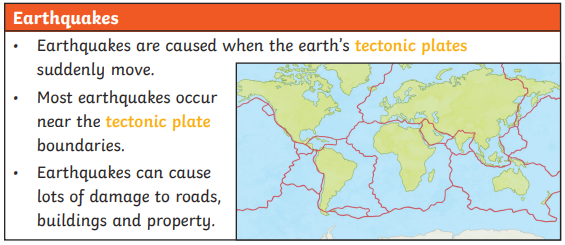 Earthquakes
• Earthquakes are caused when the earth's tectonic plates
suddenly move.
• Most earthquakes occur
near the tectonic plate
boundaries.
• Earthquakes can cause
lots of damage to roads,
buildings and property.